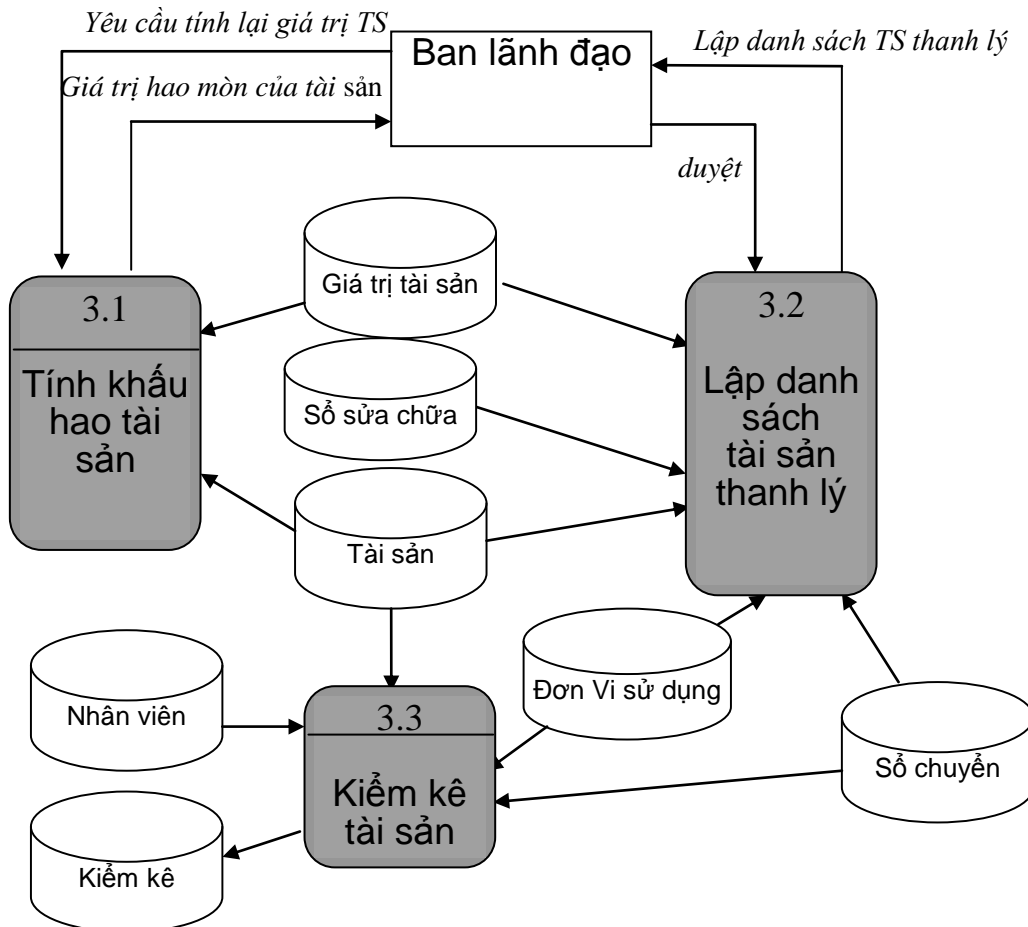 Yêu cầu tính lại giá trị TS
Ban lãnh đạo
Lập danh sách TS thanh lý
Giá trị hao mòn của tài sản
duyệt
Giá trị tài sản
3.1
Tính khấu
hao tài
sản
3.2
Lập danh
sách
tài sản
thanh lý
Sổ sửa chữa
Tài sản
Nhân viên
3.3
Kiểm kê
tài sản
Đơn Vi sử dụng
Sổ chuyển
Kiểm kê